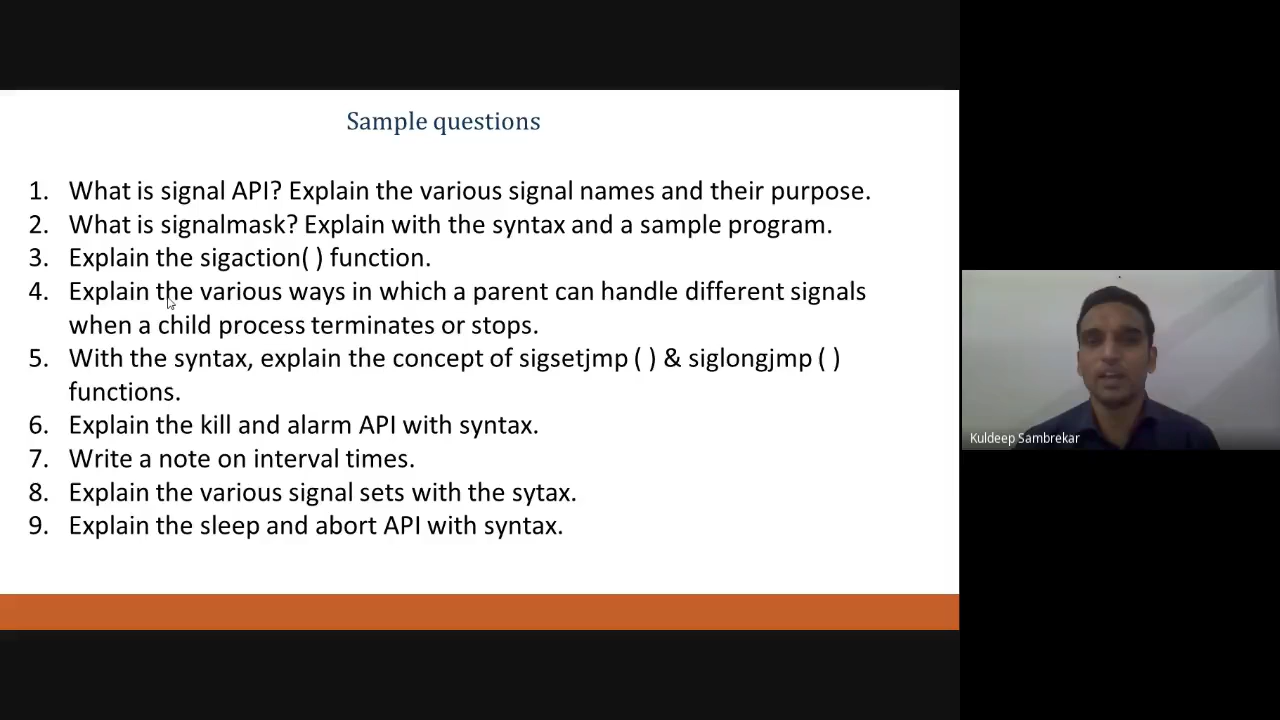 Sample questions
1. What is signal API? Explain the various signal names and their purpose.
2. What is signalmask? Explain with the syntax and a sample program.
3. Explain the sigaction( ) function.
4. Explain the various ways in which a parent can handle different signals
when a child process terminates or stops.
5. With the syntax, explain the concept of sigsetjmp ( ) & siglongjmp ( )
functions.
6. Explain the kill and alarm API with syntax.
7. Write a note on interval times.
8. Explain the various signal sets with the sytax.
9. Explain the sleep and abort API with syntax.
Kuldeep Sambrekar